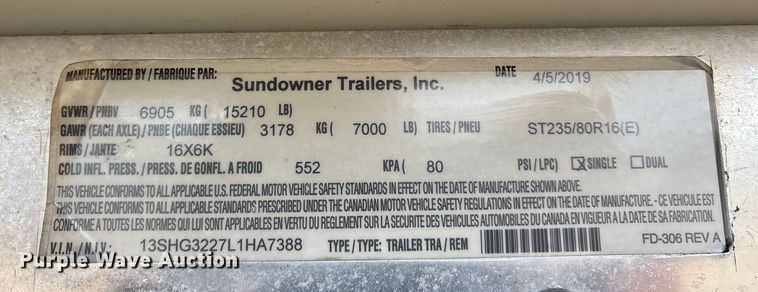 MANUFACTURED BY / FABRIQUE PAR: Sundowner Trailers, Inc. DATE 4/5/2019
GVWR / PNBV 6905 KG ( 15210 LB)
GAWR (EACH AXLE) / PNBE (CHAQUE ESSIEU) 3178 KG ( 7000 LB) TIRES / PNEU ST235/80R16(E)
RIMS / JANTE 16X6K
COLD INFL. PRESS. / PRESS. DE GONFL. A FROID 552 KPA ( 80 PSI / LPC) X SINGLE DUAL
THIS VEHICLE CONFORMS TO ALL APPLICABLE U.S. FEDERAL MOTOR VEHICLE SAFETY STANDARDS IN EFFECT ON THE DATE OF MANUFACTURE SHOWN ABOVE.
THIS VEHICLE CONFORMS TO ALL APPLICABLE STANDARDS PRESCRIBED UNDER THE CANADIAN MOTOR VEHICLE SAFETY REGULATIONS IN EFFECT ON THE DATE OF MANUFACTURE. - CE VEHICULE EST
CONFORME A TOUTES LES NORMES QUI LUI SONT APPLICABLES EN VERTU DU REGLEMENT SUR LA SECURITE DES VEHICULES AUTOMOBILES DU CANADA EN VIGUEUR A LA DATE DE SA FABRICATION.
V.I.N. / N.I.V.: 13SHG3227L1HA7388 TYPE / TYPE: TRAILER TRA / REM FD-306 REV A
Purple Wave Auction